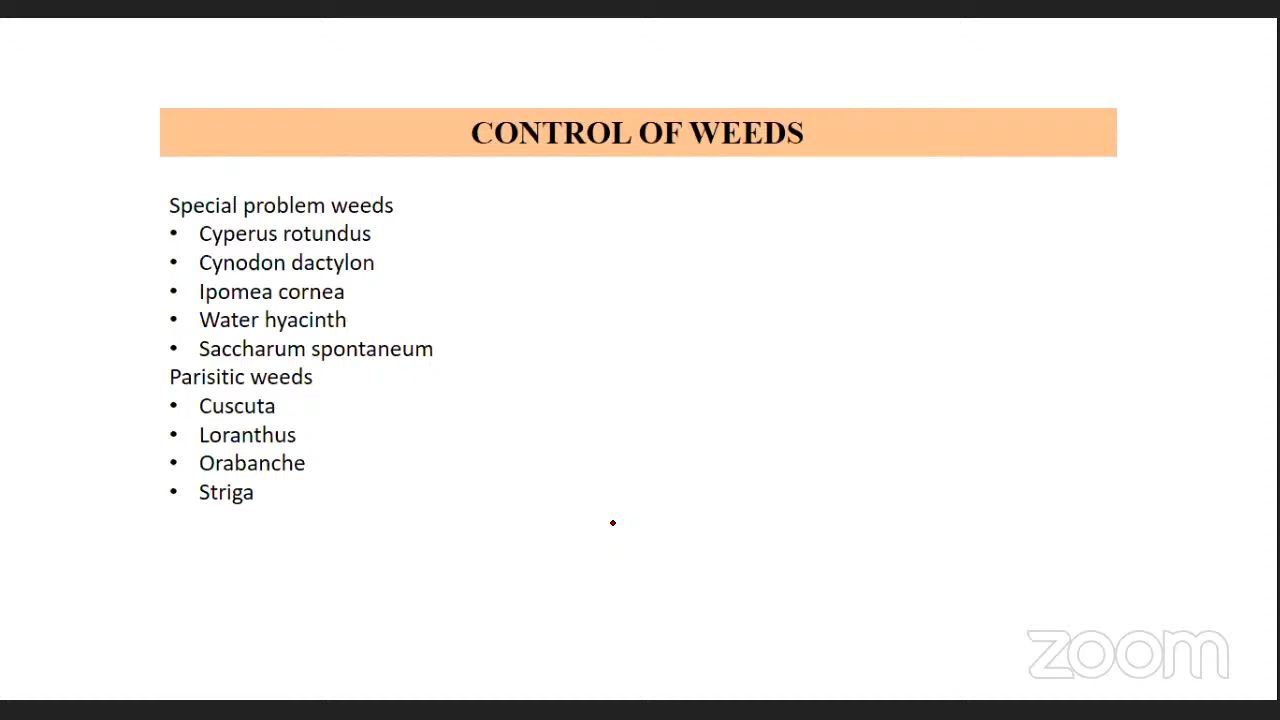 CONTROL OF WEEDS
Special problem weeds
• Cyperus rotundus
• Cynodon dactylon
• Ipomea cornea
• Water hyacinth
• Saccharum spontaneum
Parisitic weeds
• Cuscuta
• Loranthus
• Orabanche
• Striga
zoom